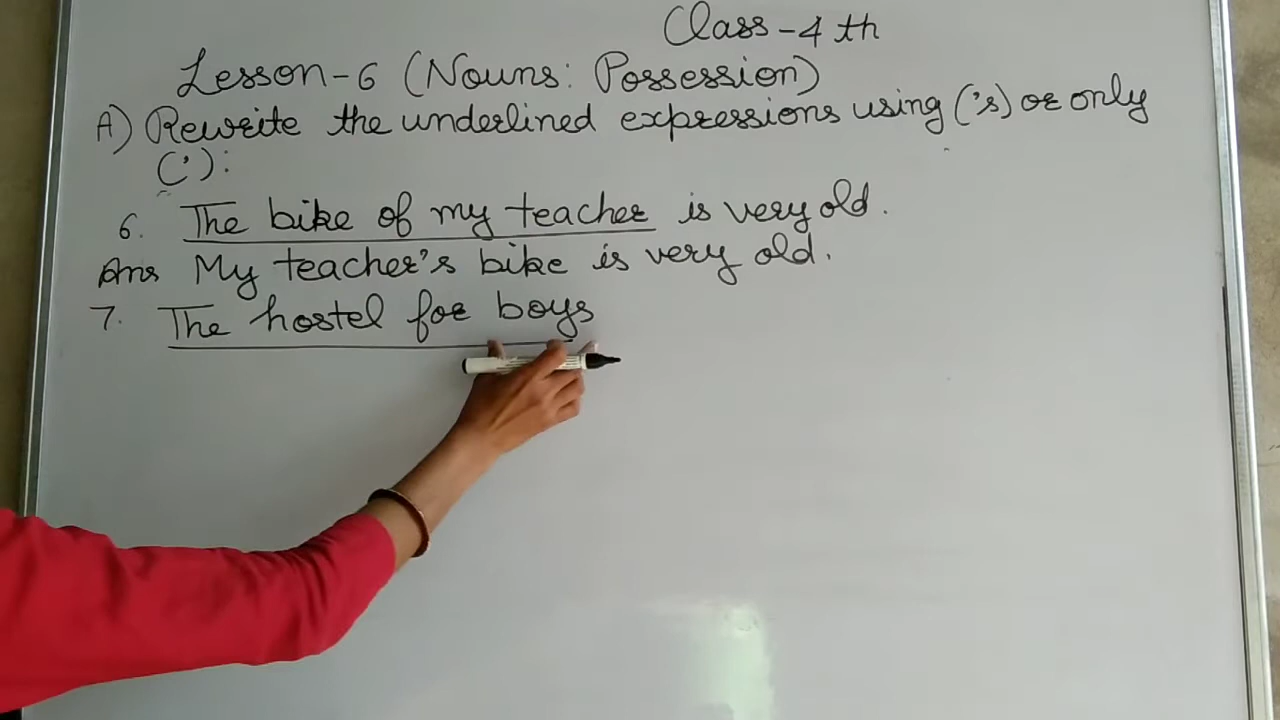 Class-4 th
Lesson-6 (Nouns: Possession)
A) Rewrite the underlined expressions using ('s) or only
('):
6. The bike of my teacher is very old.
Ans My teacher's bike is very old.
7. The hostel for boys